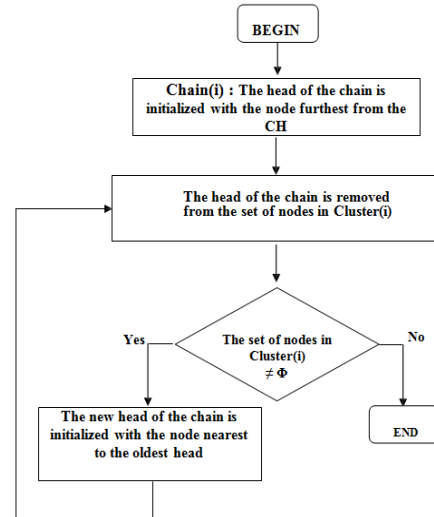 BEGIN
Chain(i) : The head of the chain is
initialized with the node furthest from the
CH
The head of the chain is removed
from the set of nodes in Cluster(i)
Yes
The set of nodes in
Cluster(i)
≠ Φ
No
The new head of the chain is
initialized with the node nearest
to the oldest head
END